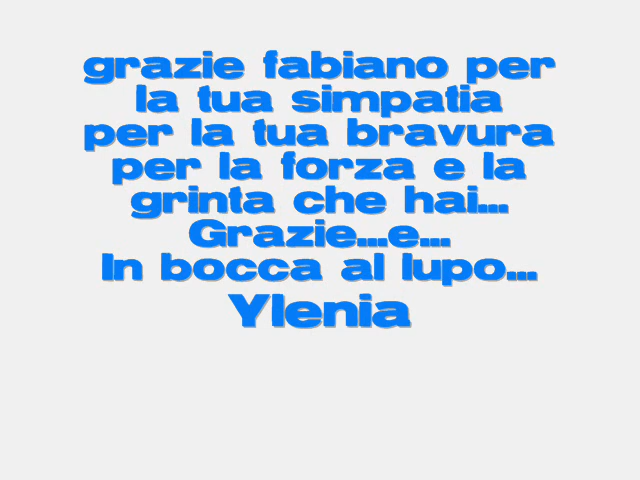 grazie fabiano per
la tua simpatia
per la tua bravura
per la forza e la
grinta che hai...
Grazie...e...
In bocca al lupo...
Ylenia